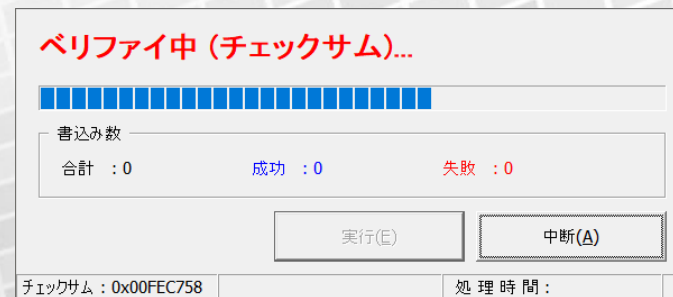 ベリファイ中 (チェックサム)...
書込み数
合計 : 0 成功 : 0 失敗 : 0
実行(E) 中断(A)
チェックサム : 0x00FEC758 処 理 時 間 :